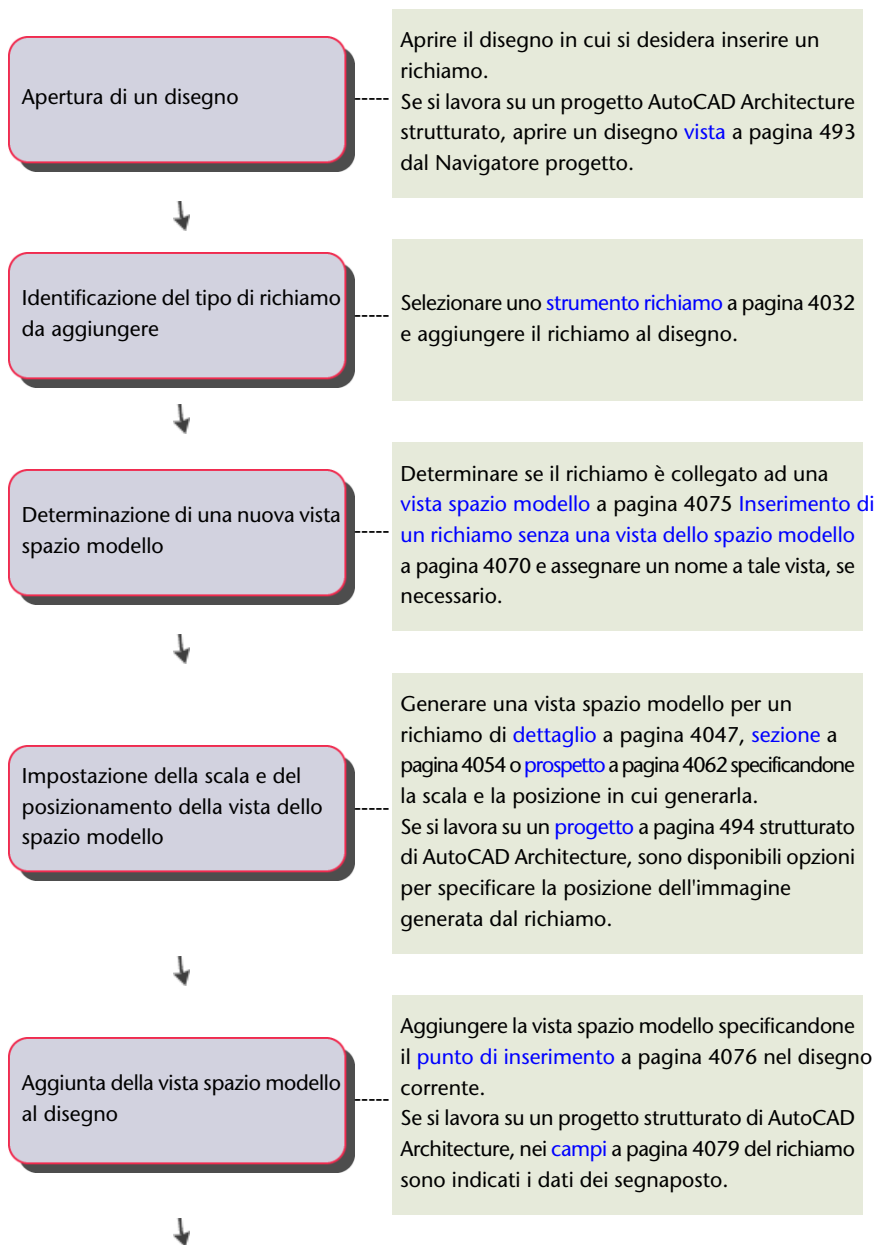 Apertura di un disegno
Aprire il disegno in cui si desidera inserire un
richiamo.
Se si lavora su un progetto AutoCAD Architecture
strutturato, aprire un disegno vista a pagina 493
dal Navigatore progetto.
Identificazione del tipo di richiamo
da aggiungere
Selezionare uno strumento richiamo a pagina 4032
e aggiungere il richiamo al disegno.
Determinazione di una nuova vista
spazio modello
Determinare se il richiamo è collegato ad una
vista spazio modello a pagina 4075 Inserimento di
un richiamo senza una vista dello spazio modello
a pagina 4070 e assegnare un nome a tale vista, se
necessario.
Impostazione della scala e del
posizionamento della vista dello
spazio modello
Generare una vista spazio modello per un
richiamo di dettaglio a pagina 4047, sezione a
pagina 4054 o prospetto a pagina 4062 specificandone
la scala e la posizione in cui generarla.
Se si lavora su un progetto a pagina 494 strutturato
di AutoCAD Architecture, sono disponibili opzioni
per specificare la posizione dell'immagine
generata dal richiamo.
Aggiunta della vista spazio modello
al disegno
Aggiungere la vista spazio modello specificandone
il punto di inserimento a pagina 4076 nel disegno
corrente.
Se si lavora su un progetto strutturato di AutoCAD
Architecture, nei campi a pagina 4079 del richiamo
sono indicati i dati dei segnaposto.